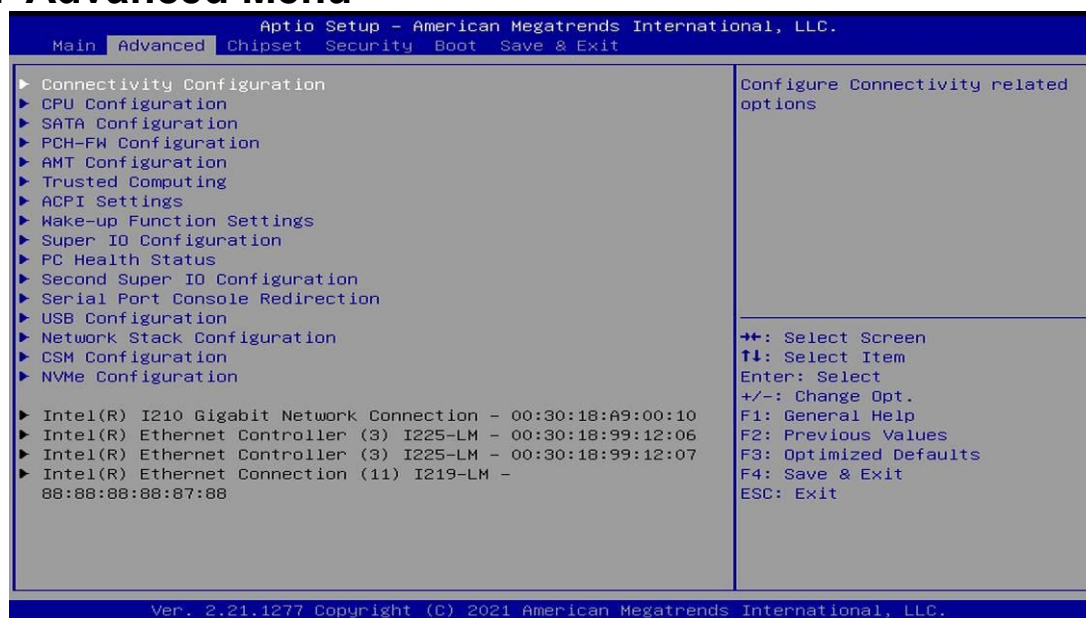 Advanced Menu
Aptio Setup – American Megatrends International, LLC.
Main Advanced Chipset Security Boot Save & Exit
► Connectivity Configuration
► CPU Configuration
► SATA Configuration
► PCH-FW Configuration
► AMT Configuration
► Trusted Computing
► ACPI Settings
► Wake-up Function Settings
► Super IO Configuration
► PC Health Status
► Second Super IO Configuration
► Serial Port Console Redirection
► USB Configuration
► Network Stack Configuration
► CSM Configuration
► NVMe Configuration
► Intel(R) I210 Gigabit Network Connection – 00:30:18:A9:00:10
► Intel(R) Ethernet Controller (3) I225-LM – 00:30:18:99:12:06
► Intel(R) Ethernet Controller (3) I225-LM – 00:30:18:99:12:07
► Intel(R) Ethernet Connection (11) I219-LM –
88:88:88:88:87:88
Configure Connectivity related
options
→←: Select Screen
↑↓: Select Item
Enter: Select
+/-: Change Opt.
F1: General Help
F2: Previous Values
F3: Optimized Defaults
F4: Save & Exit
ESC: Exit
Ver. 2.21.1277 Copyright (C) 2021 American Megatrends International, LLC.